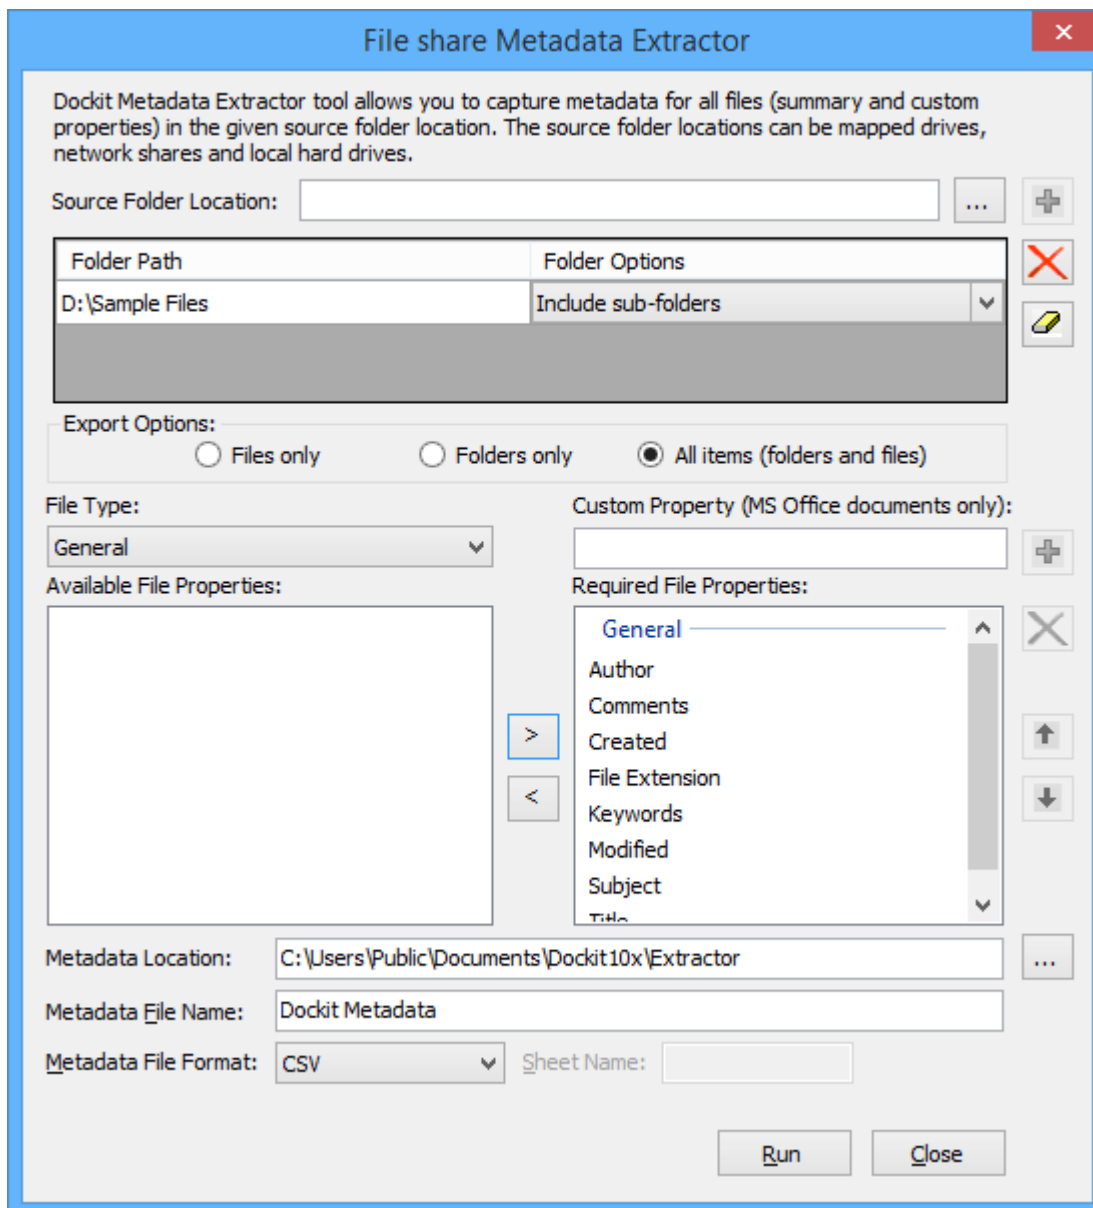 File share Metadata Extractor
Dockit Metadata Extractor tool allows you to capture metadata for all files (summary and custom
properties) in the given source folder location. The source folder locations can be mapped drives,
network shares and local hard drives.
Source Folder Location: ...
Folder Path Folder Options
D:\Sample Files Include sub-folders
Export Options:
Files only Folders only All items (folders and files)
File Type: Custom Property (MS Office documents only):
General
Available File Properties: Required File Properties:
General
Author
Comments
> Created
File Extension
< Keywords
Modified
Subject
Title
Metadata Location: C:\Users\Public\Documents\Dockit10x\Extractor ...
Metadata File Name: Dockit Metadata
Metadata File Format: CSV Sheet Name:
Run Close